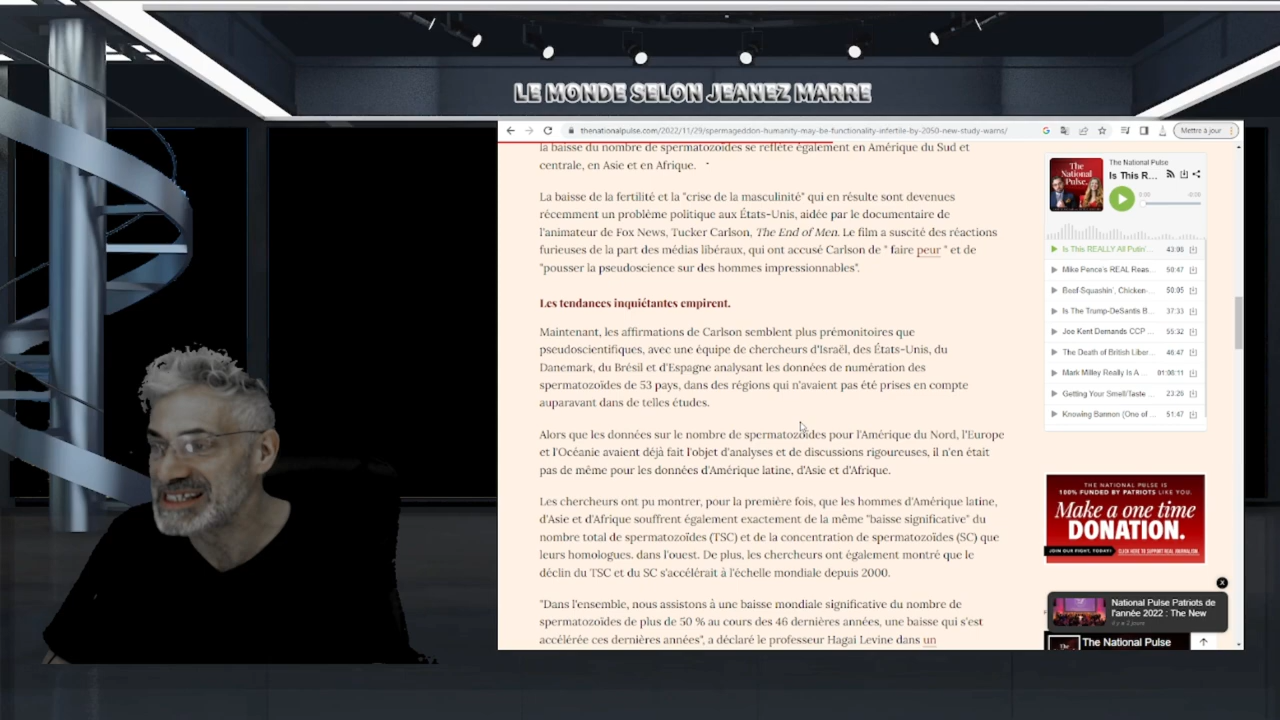 LE MONDE SELON JEANEZ MARRE
thenationalpulse.com/2022/11/29/spermageddon-humanity-may-be-functionality-infertile-by-2050-new-study-warns/
Mettre à jour
la baisse du nombre de spermatozoïdes se reflète également en Amérique du Sud et
centrale, en Asie et en Afrique.
La baisse de la fertilité et la "crise de la masculinité" qui en résulte sont devenues
récemment un problème politique aux États-Unis, aidée par le documentaire de
l'animateur de Fox News, Tucker Carlson, The End of Men. Le film a suscité des réactions
furieuses de la part des médias libéraux, qui ont accusé Carlson de " faire peur " et de
"pousser la pseudoscience sur des hommes impressionnables".
Les tendances inquiétantes empirent.
Maintenant, les affirmations de Carlson semblent plus prémonitoires que
pseudoscientifiques, avec une équipe de chercheurs d'Israël, des États-Unis, du
Danemark, du Brésil et d'Espagne analysant les données de numération des
spermatozoïdes de 53 pays, dans des régions qui n'avaient pas été prises en compte
auparavant dans de telles études.
Alors que les données sur le nombre de spermatozoïdes pour l'Amérique du Nord, l'Europe
et l'Océanie avaient déjà fait l'objet d'analyses et de discussions rigoureuses, il n'en était
pas de même pour les données d'Amérique latine, d'Asie et d'Afrique.
Les chercheurs ont pu montrer, pour la première fois, que les hommes d'Amérique latine,
d'Asie et d'Afrique souffrent également exactement de la même "baisse significative" du
nombre total de spermatozoïdes (TSC) et de la concentration de spermatozoïdes (SC) que
leurs homologues. dans l'ouest. De plus, les chercheurs ont également montré que le
déclin du TSC et du SC s'accélérait à l'échelle mondiale depuis 2000.
"Dans l'ensemble, nous assistons à une baisse mondiale significative du nombre de
spermatozoïdes de plus de 50 % au cours des 46 dernières années, une baisse qui s'est
accélérée ces dernières années", a déclaré le professeur Hagai Levine dans un
The National Pulse.
The National Pulse
Is This R...
0:00 -0:00
Is This REALLY All Putin'... 43:06
Mike Pence's REAL Reas... 50:47
Beef Squashin', Chicken-... 50:05
Is The Trump-DeSantis B... 37:33
Joe Kent Demands CCP ... 55:32
The Death of British Liber... 46:47
Mark Milley Really Is A ... 01:06:11
Getting Your Smell/Taste ... 23:26
Knowing Bannon (One of ... 51:47
THE NATIONAL PULSE IS
100% FUNDED BY PATRIOTS LIKE YOU.
Make a one time
DONATION.
JOIN OUR FIGHT, TODAY! CLICK HERE TO SUPPORT REAL JOURNALISM.
National Pulse Patriots de
l'année 2022 : The New
il y a 2 jours
The National Pulse